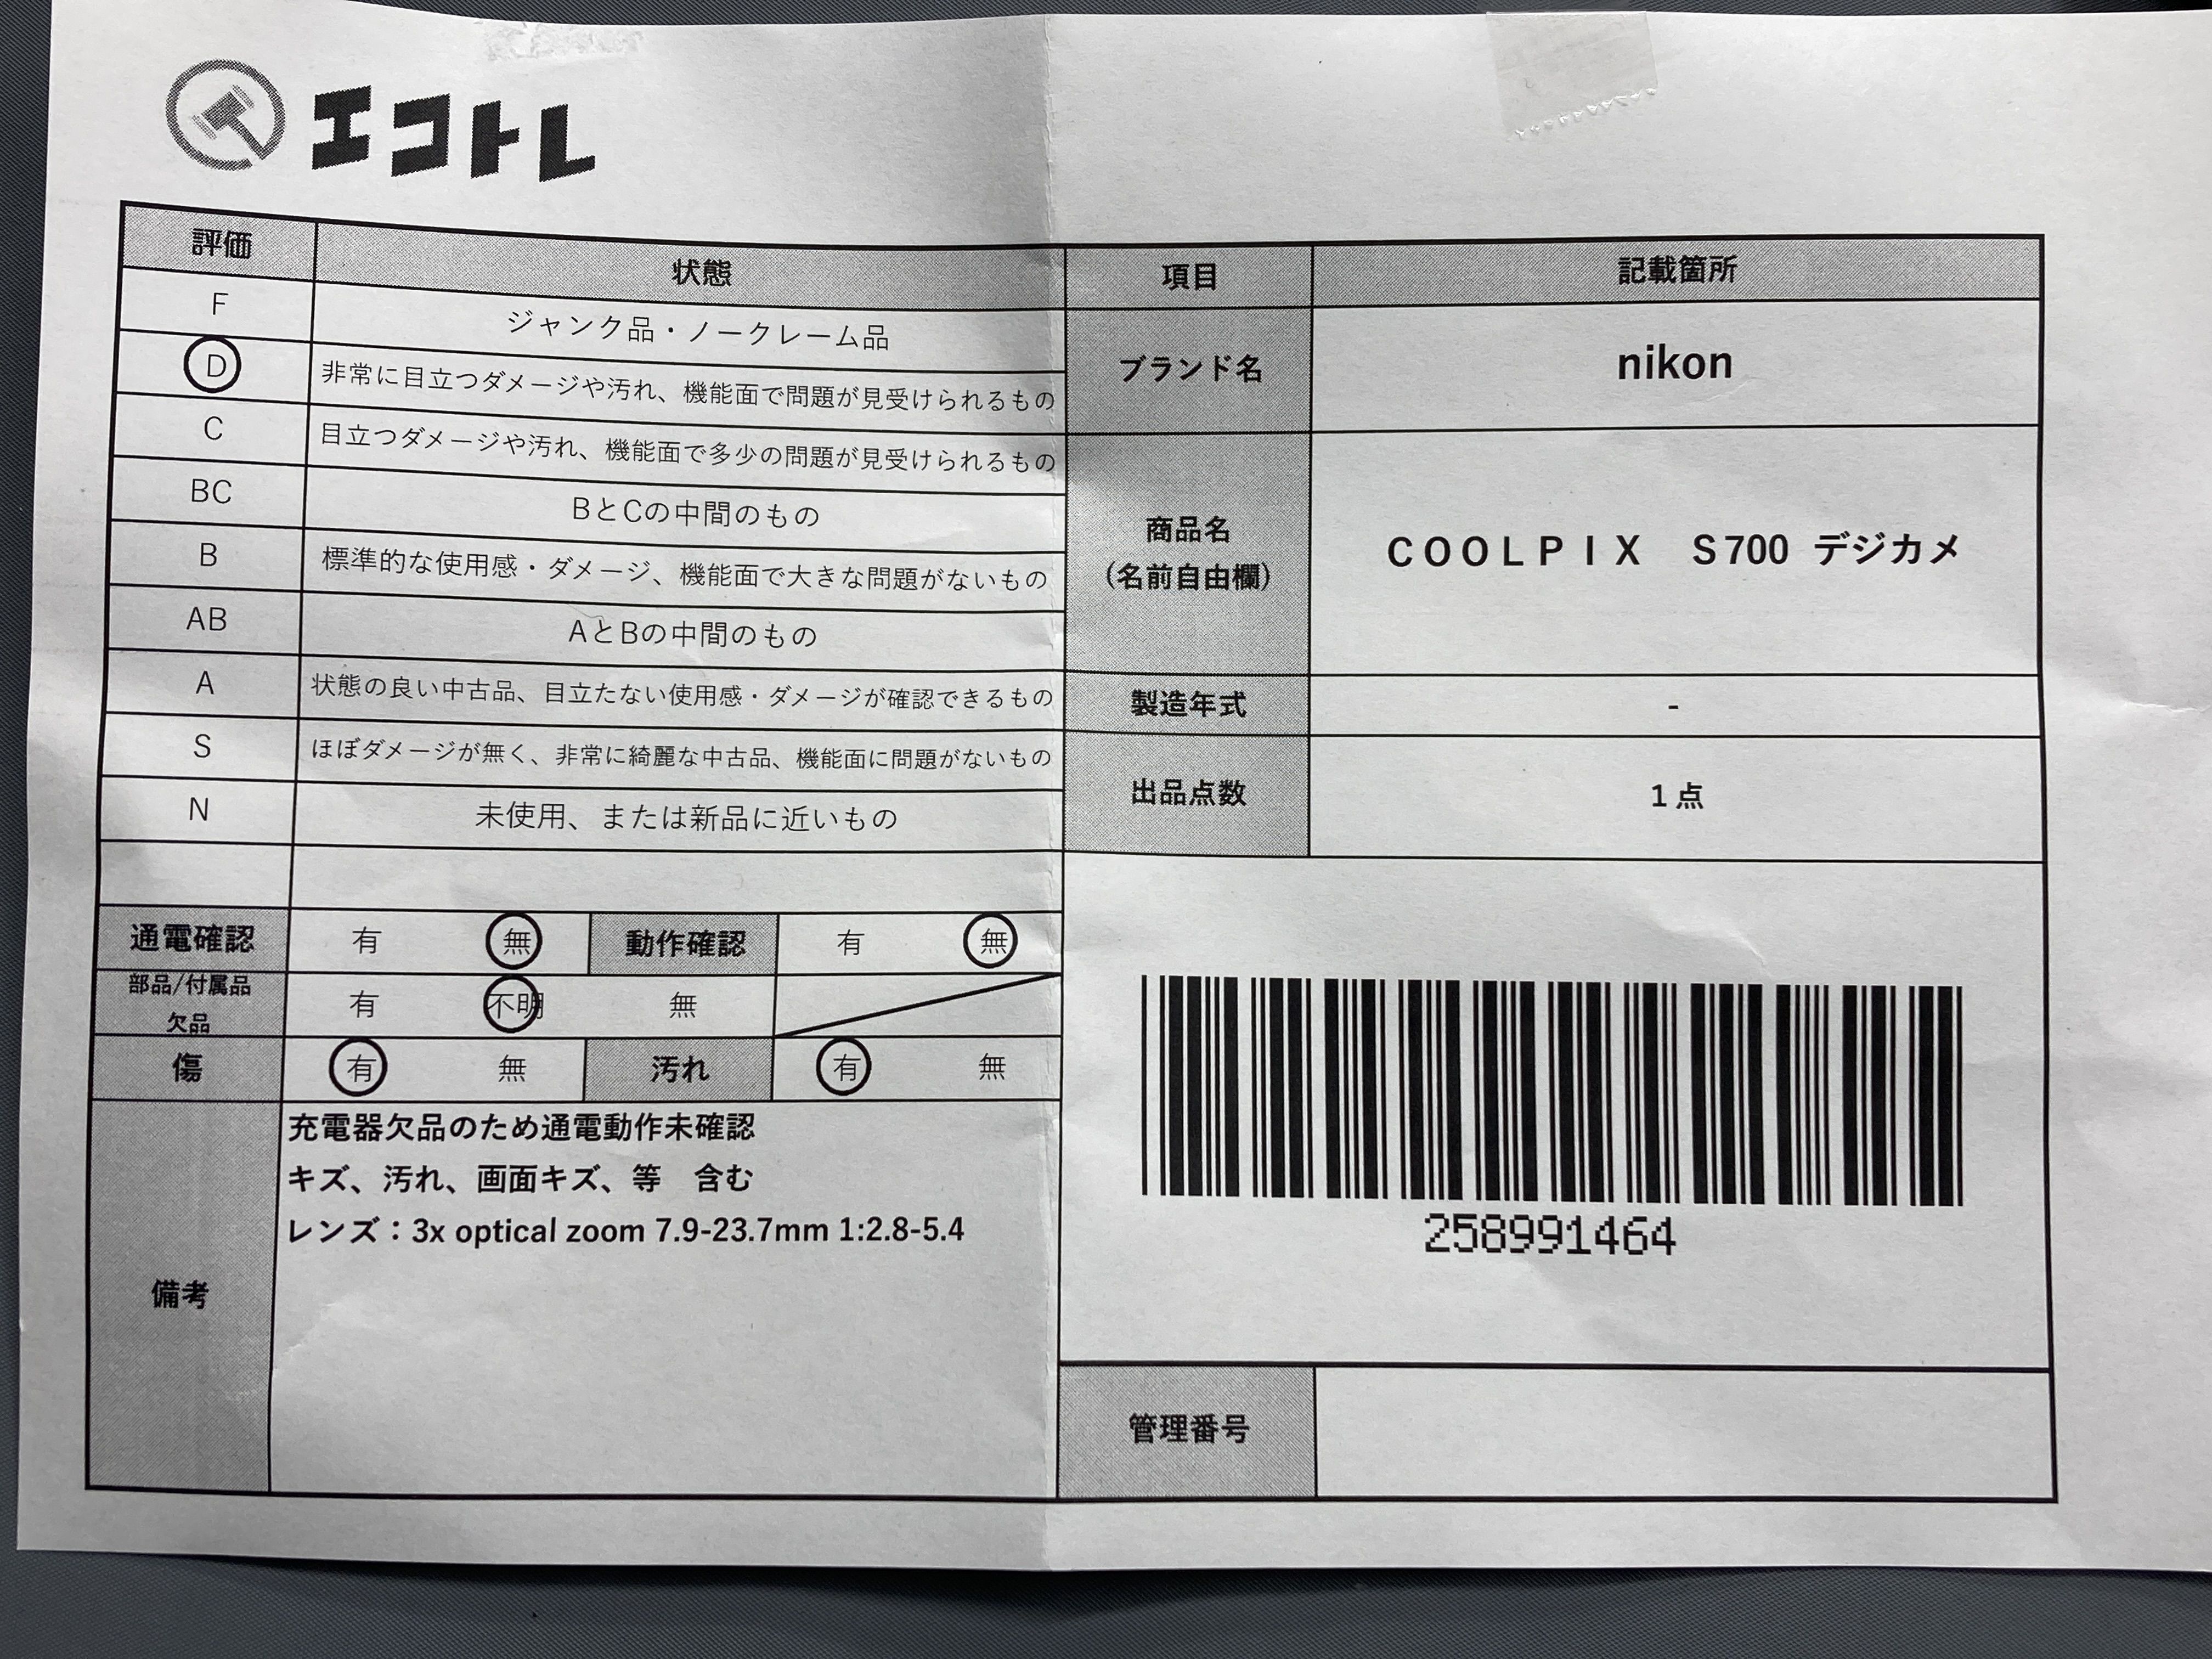 エコトレ
評価 状態
F ジャンク品・ノークレーム品
D 非常に目立つダメージや汚れ、機能面で問題が見受けられるもの
C 目立つダメージや汚れ、機能面で多少の問題が見受けられるもの
BC BとCの中間のもの
B 標準的な使用感・ダメージ、機能面で大きな問題がないもの
AB AとBの中間のもの
A 状態の良い中古品、目立たない使用感・ダメージが確認できるもの
S ほぼダメージが無く、非常に綺麗な中古品、機能面に問題がないもの
N 未使用、または新品に近いもの
通電確認 有 無 動作確認 有 無
部品/付属品
欠品 有 不明 無
傷 有 無 汚れ 有 無
備考
充電器欠品のため通電動作未確認
キズ、汚れ、画面キズ、等　含む
レンズ：3x optical zoom 7.9-23.7mm 1:2.8-5.4
項目 記載箇所
ブランド名 nikon
商品名
(名前自由欄)
ＣＯＯＬＰＩＸ　Ｓ700 デジカメ
製造年式 -
出品点数 1点
258991464
管理番号